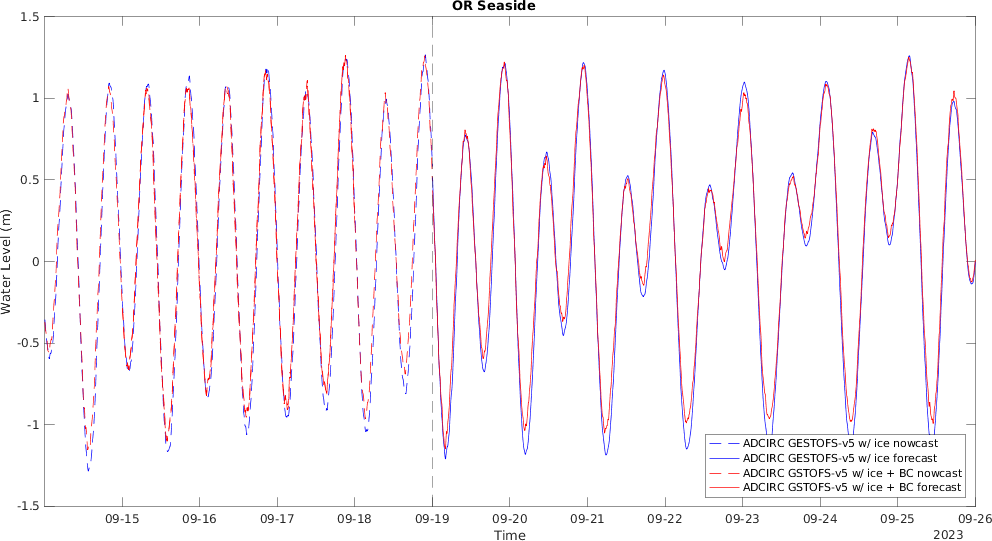 OR Seaside
1.5
1
0.5
0
-0.5
-1
-1.5
Water Level (m)
09-15 09-16 09-17 09-18 09-19 09-20 09-21 09-22 09-23 09-24 09-25 09-26
Time
2023
ADCIRC GESTOFS-v5 w/ ice nowcast
ADCIRC GESTOFS-v5 w/ ice forecast
ADCIRC GSTOFS-v5 w/ ice + BC nowcast
ADCIRC GSTOFS-v5 w/ ice + BC forecast